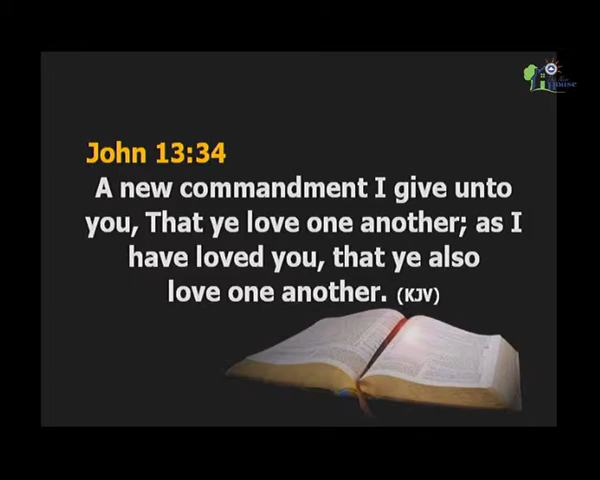 John 13:34
A new commandment I give unto
you, That ye love one another; as I
have loved you, that ye also
love one another. (KJV)